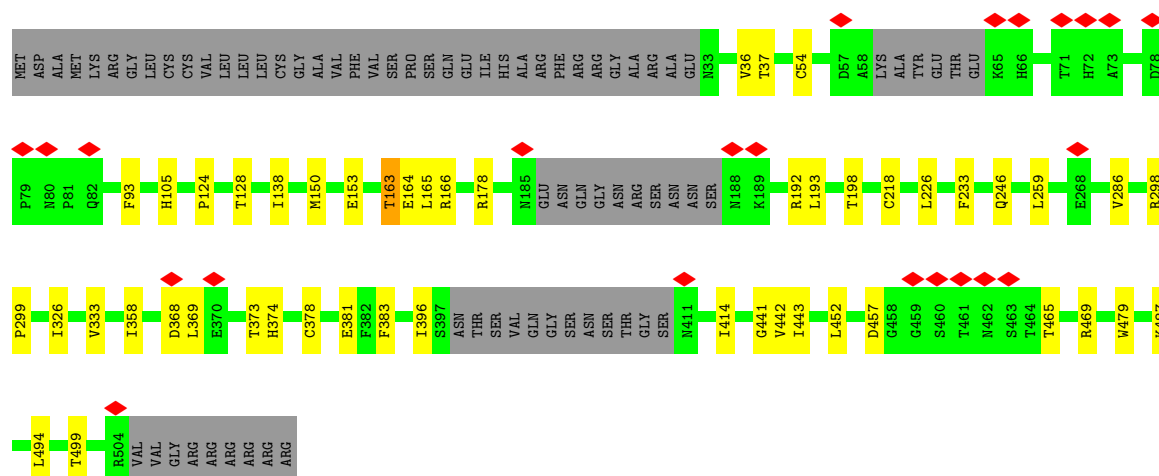 MET ASP ALA MET LYS ARG GLY LEU CYS CYS VAL LEU LEU LEU CYS GLY ALA VAL PHE VAL SER PRO SER GLN GLU ILE HIS ALA ARG PHE ARG ARG GLY ALA ARG ALA GLU N33 V36 T37 C54 D57 A58 LYS ALA TYR GLU THR GLU K65 H66 T71 H72 A73 D78
P79 N80 P81 Q82 F93 H105 P124 T128 I138 M150 E153 T163 E164 L165 R166 R178 N185 GLU ASN GLN GLY ASN ARG SER ASN ASN SER N188 K189 R192 L193 T198 C218 L226 F233 Q246 L259 E268 V286 R298
P299 I326 V333 I358 D368 L369 E370 T373 H374 C378 E381 F382 F383 I396 S397 ASN THR SER VAL GLN GLY SER ASN SER THR GLY SER N411 I414 G441 V442 I443 L452 D457 G458 G459 S460 T461 N462 S463 T464 T465 R469 W479
L494 T499 R504 VAL VAL GLY ARG ARG ARG ARG ARG ARG